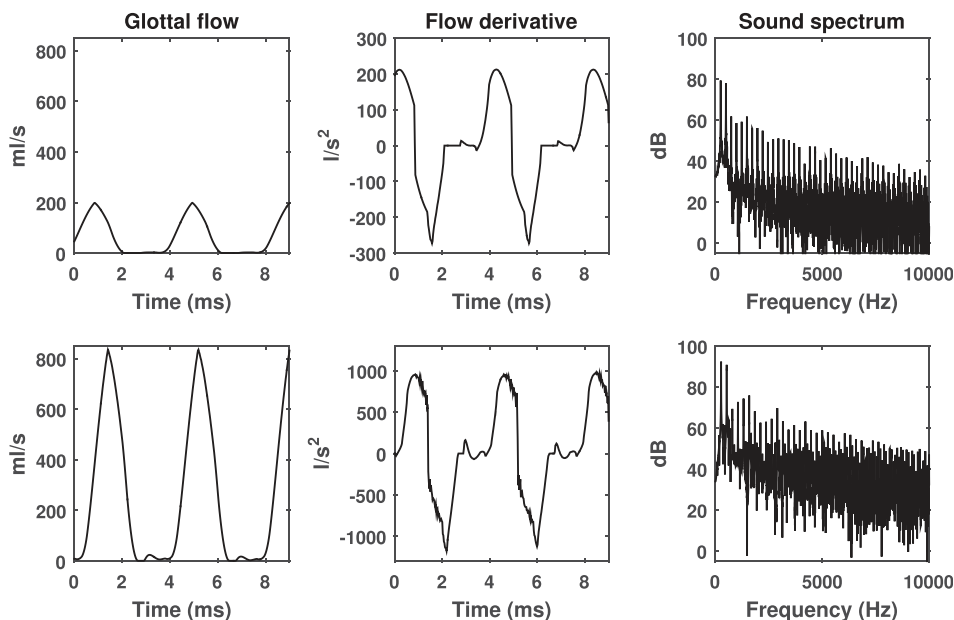 Glottal flow
Flow derivative
Sound spectrum
800
600
400
200
0
ml/s
0 2 4 6 8
Time (ms)
300
200
100
0
-100
-200
-300
l/s²
0 2 4 6 8
Time (ms)
100
80
60
40
20
0
dB
0 5000 10000
Frequency (Hz)
800
600
400
200
0
ml/s
0 2 4 6 8
Time (ms)
1000
500
0
-500
-1000
l/s²
0 2 4 6 8
Time (ms)
100
80
60
40
20
0
dB
0 5000 10000
Frequency (Hz)